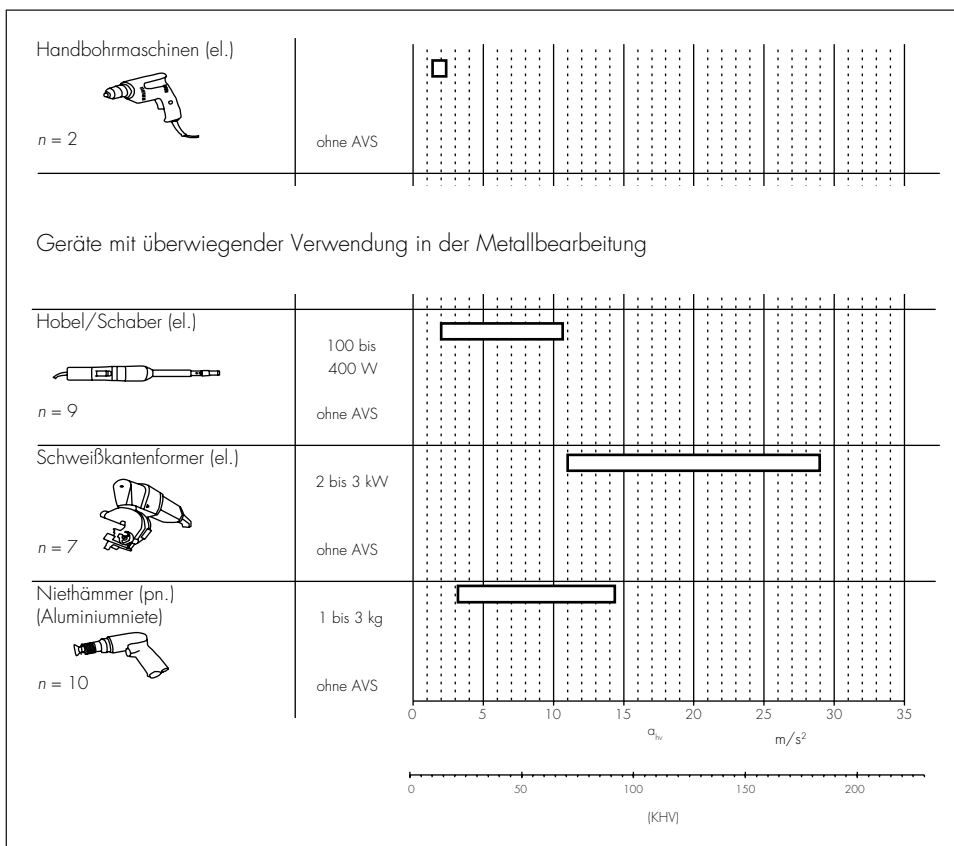 Handbohrmaschinen (el.)
n = 2
ohne AVS
Geräte mit überwiegender Verwendung in der Metallbearbeitung
Hobel/Schaber (el.)
100 bis
400 W
n = 9
ohne AVS
Schweißkantenformer (el.)
2 bis 3 kW
n = 7
ohne AVS
Niethämmer (pn.)
(Aluminiumniete)
1 bis 3 kg
n = 10
ohne AVS
0 5 10 15 20 25 30 35
a_hv m/s²
0 50 100 150 200
(KHV)